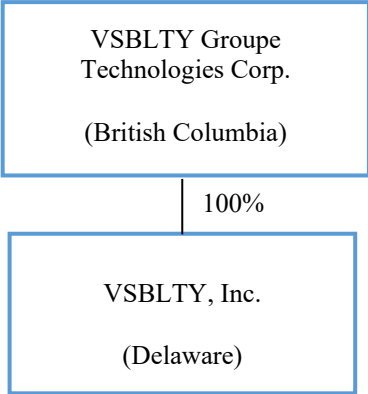 VSBLTY Groupe
Technologies Corp.
(British Columbia)
100%
VSBLTY, Inc.
(Delaware)